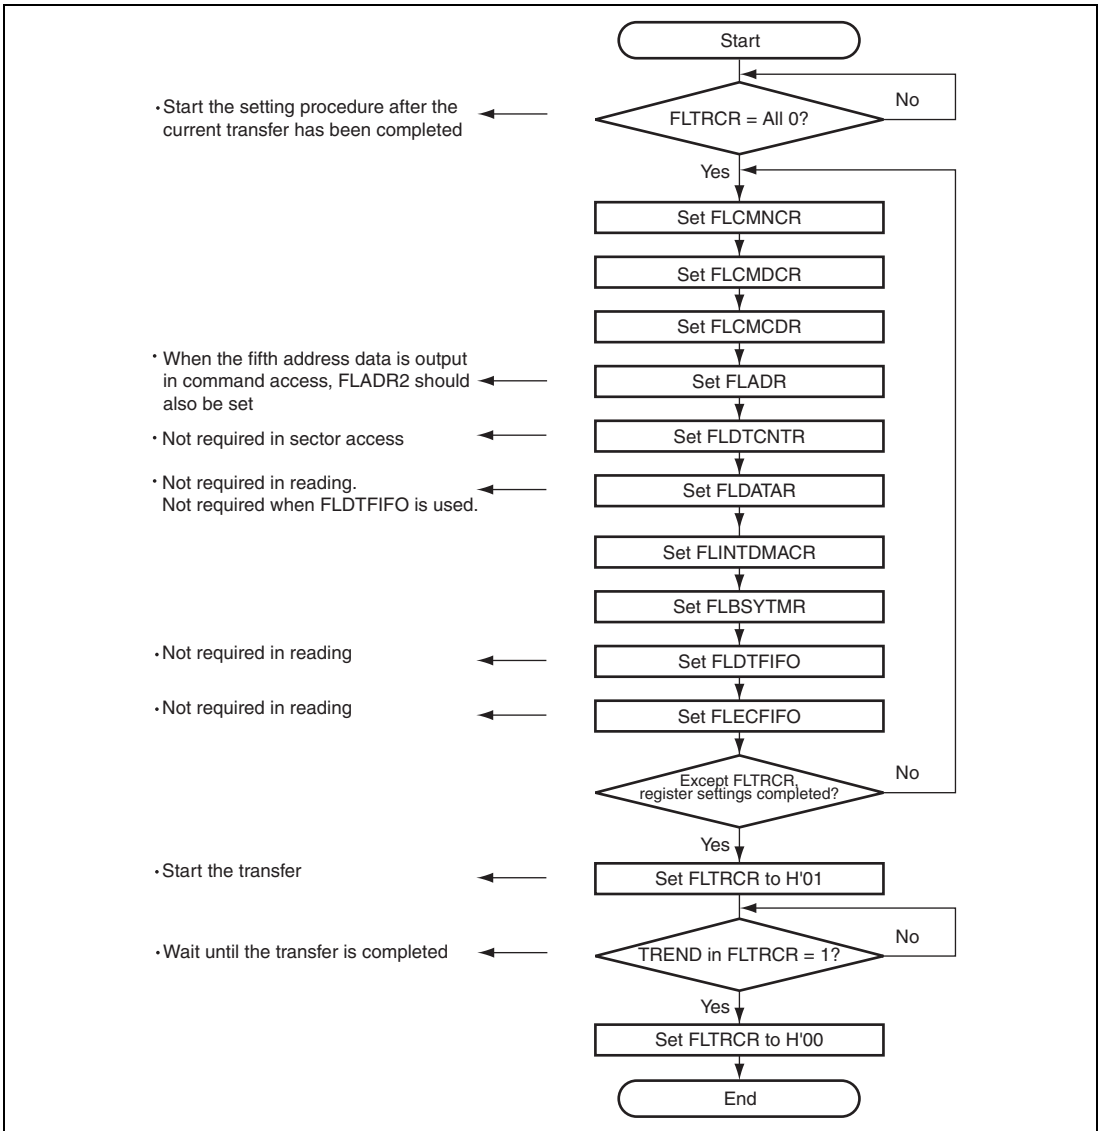 Start
No
·Start the setting procedure after the
current transfer has been completed
FLTRCR = All 0?
Yes
Set FLCMNCR
Set FLCMDCR
Set FLCMCDR
· When the fifth address data is output
in command access, FLADR2 should
also be set
Set FLADR
· Not required in sector access
Set FLDTCNTR
· Not required in reading.
Not required when FLDTFIFO is used.
Set FLDATAR
Set FLINTDMACR
Set FLBSYTMR
·Not required in reading
Set FLDTFIFO
·Not required in reading
Set FLECFIFO
Except FLTRCR,
register settings completed?
No
Yes
·Start the transfer
Set FLTRCR to H'01
No
·Wait until the transfer is completed
TREND in FLTRCR = 1?
Yes
Set FLTRCR to H'00
End